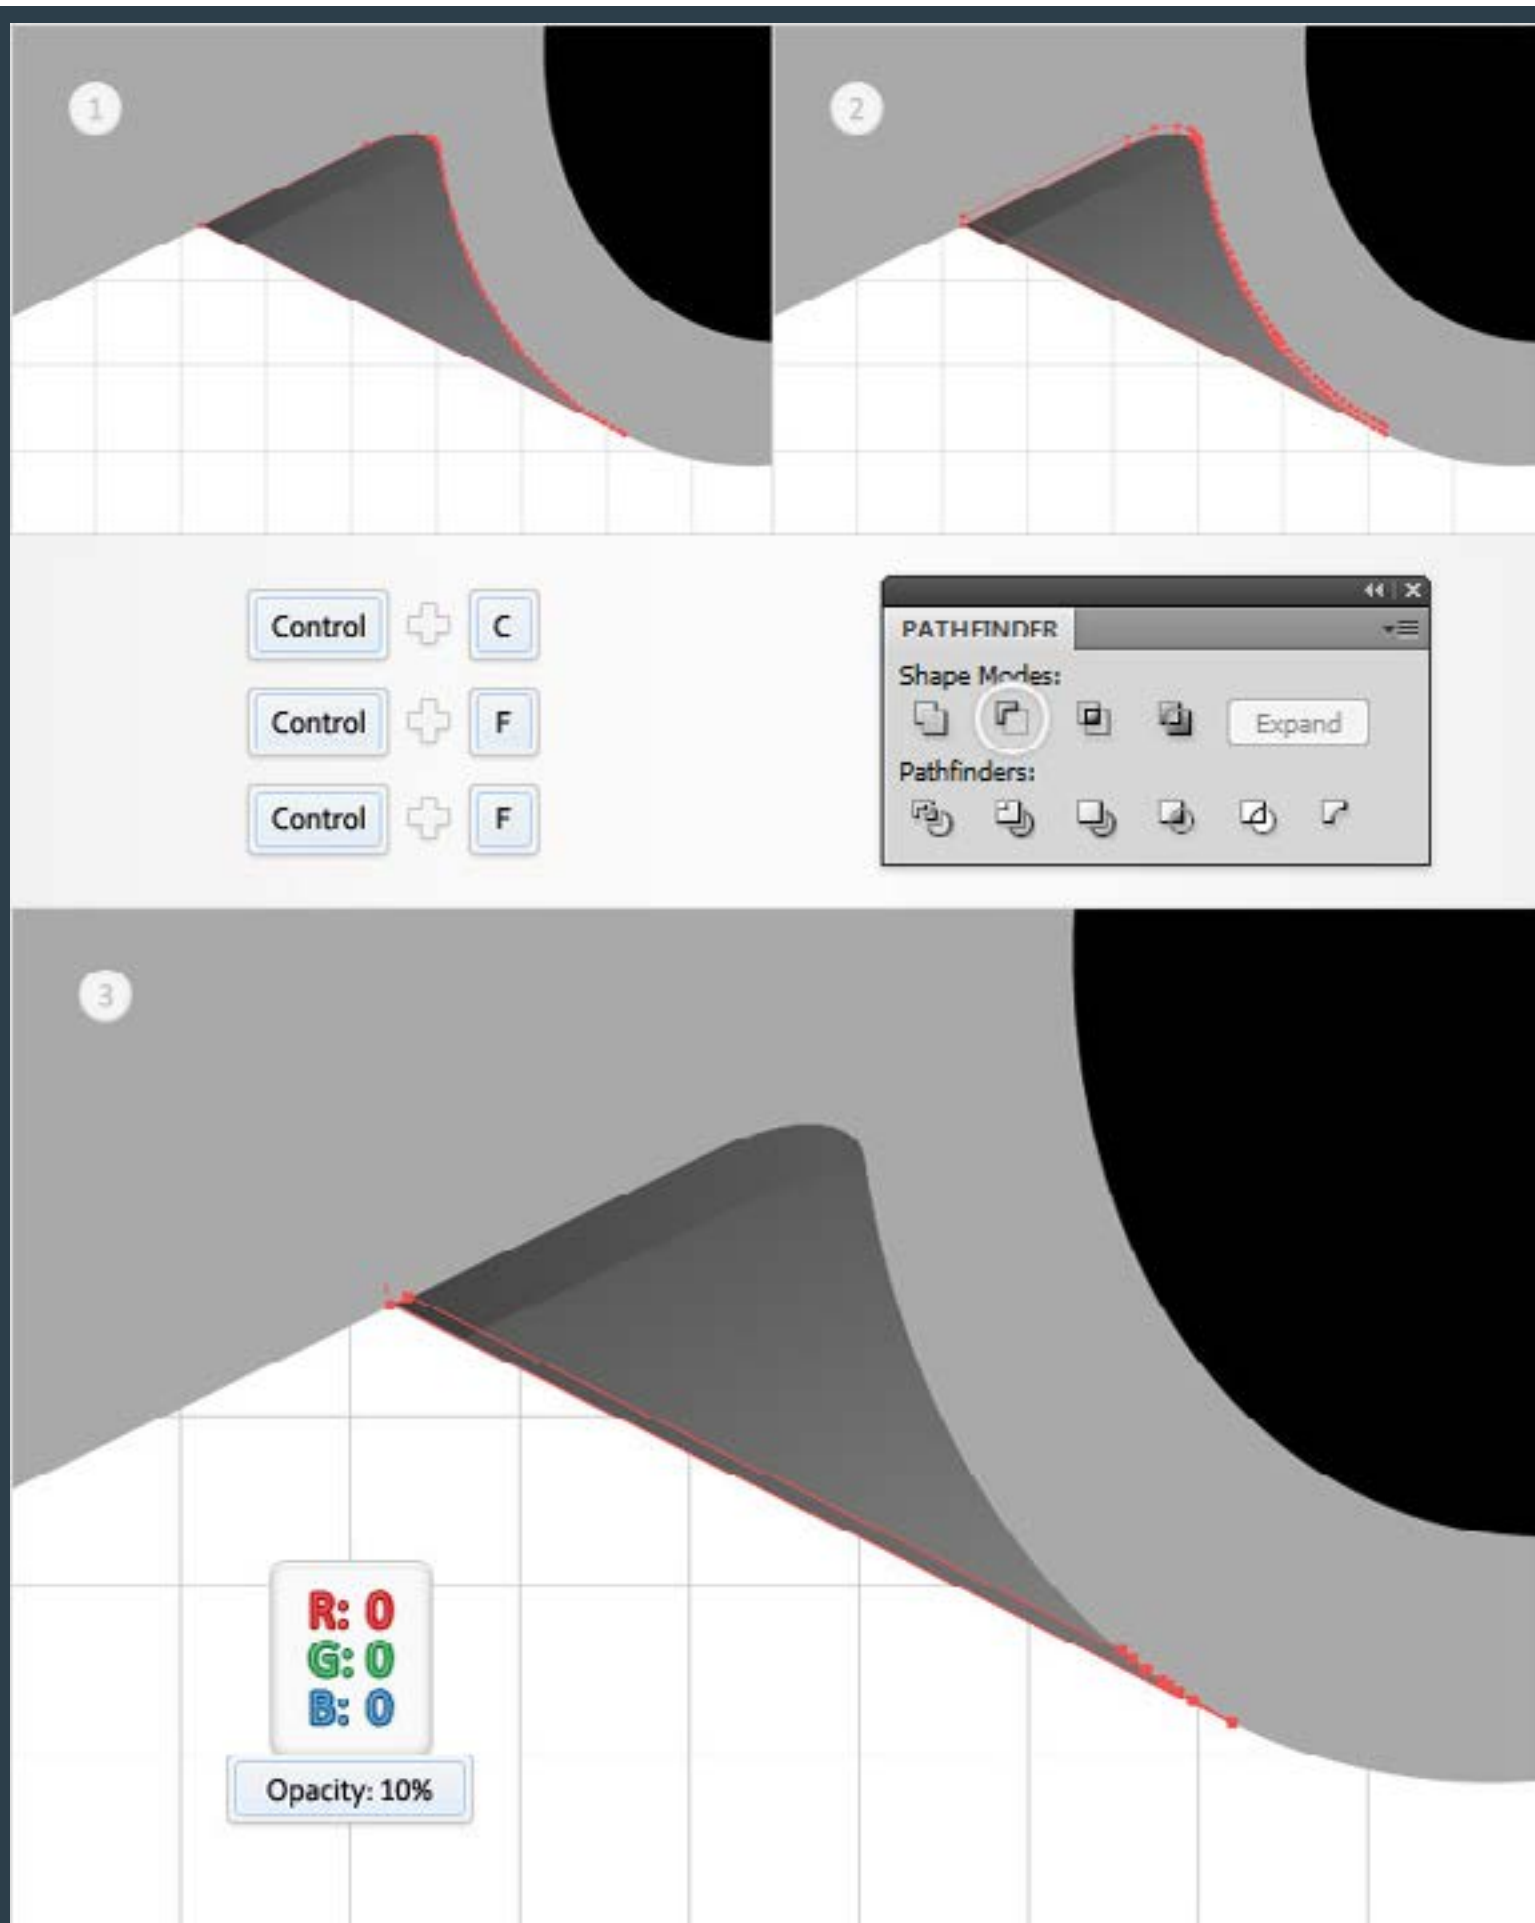 1
2
Control + C
Control + F
Control + F
PATHFINDER
Shape Modes:
Expand
Pathfinders:
3
R: 0
G: 0
B: 0
Opacity: 10%